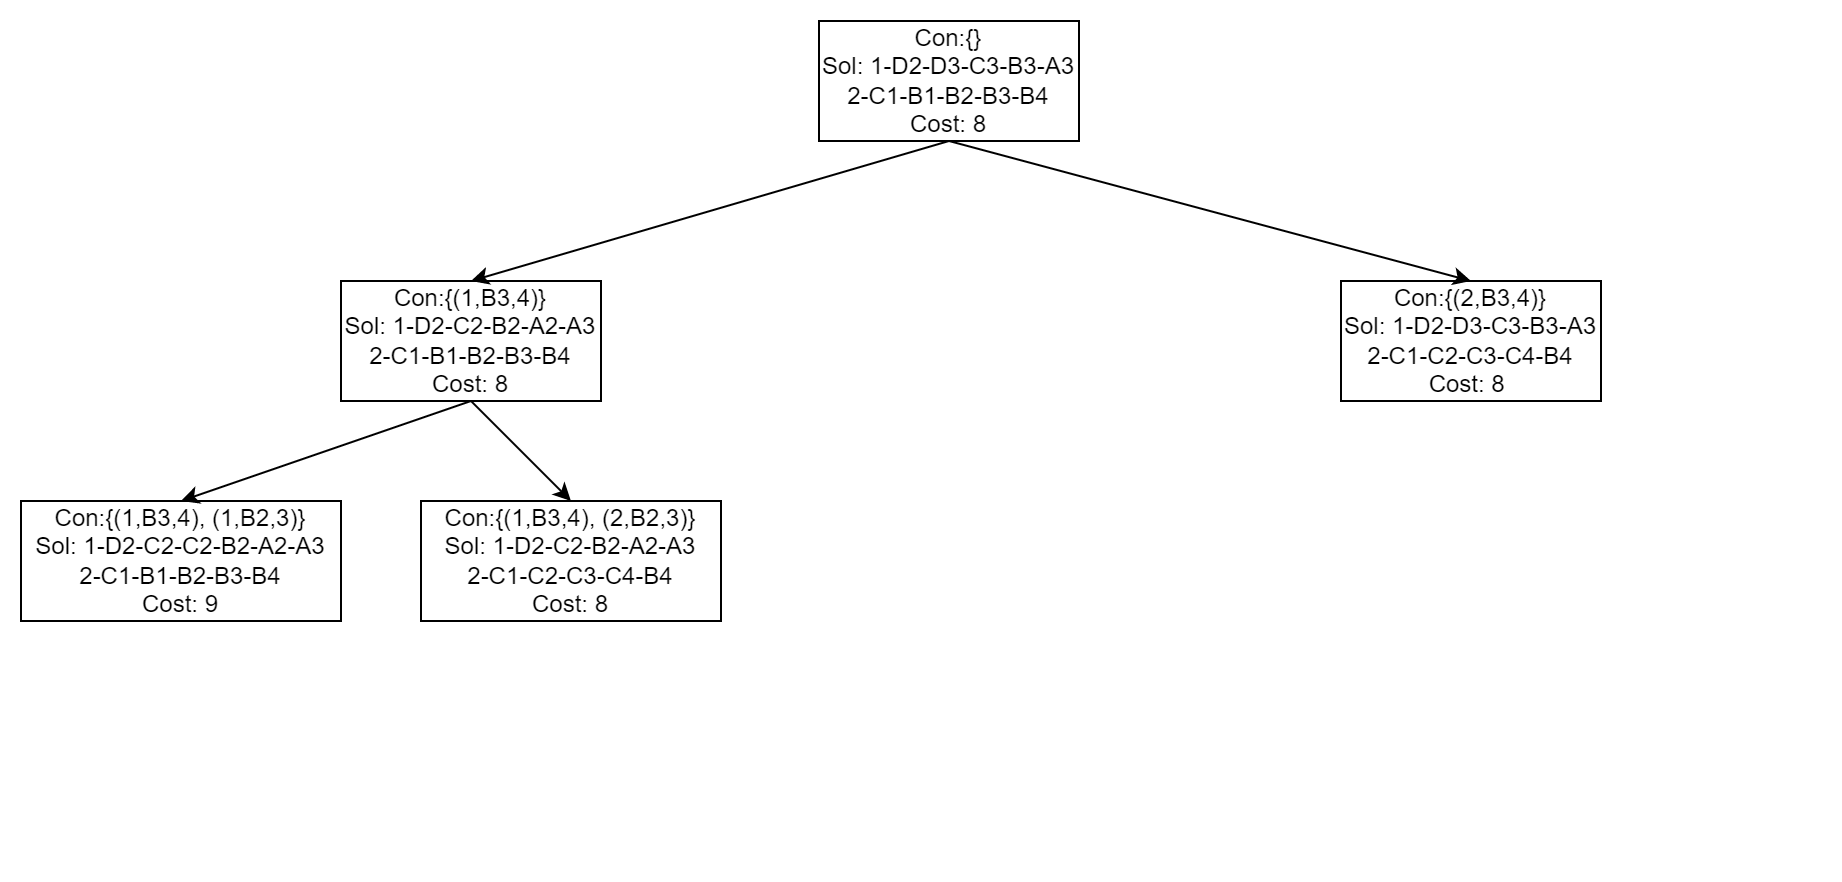 Con:{}
Sol: 1-D2-D3-C3-B3-A3
2-C1-B1-B2-B3-B4
Cost: 8
Con:{(1,B3,4)}
Sol: 1-D2-C2-B2-A2-A3
2-C1-B1-B2-B3-B4
Cost: 8
Con:{(2,B3,4)}
Sol: 1-D2-D3-C3-B3-A3
2-C1-C2-C3-C4-B4
Cost: 8
Con:{(1,B3,4), (1,B2,3)}
Sol: 1-D2-C2-C2-B2-A2-A3
2-C1-B1-B2-B3-B4
Cost: 9
Con:{(1,B3,4), (2,B2,3)}
Sol: 1-D2-C2-B2-A2-A3
2-C1-C2-C3-C4-B4
Cost: 8